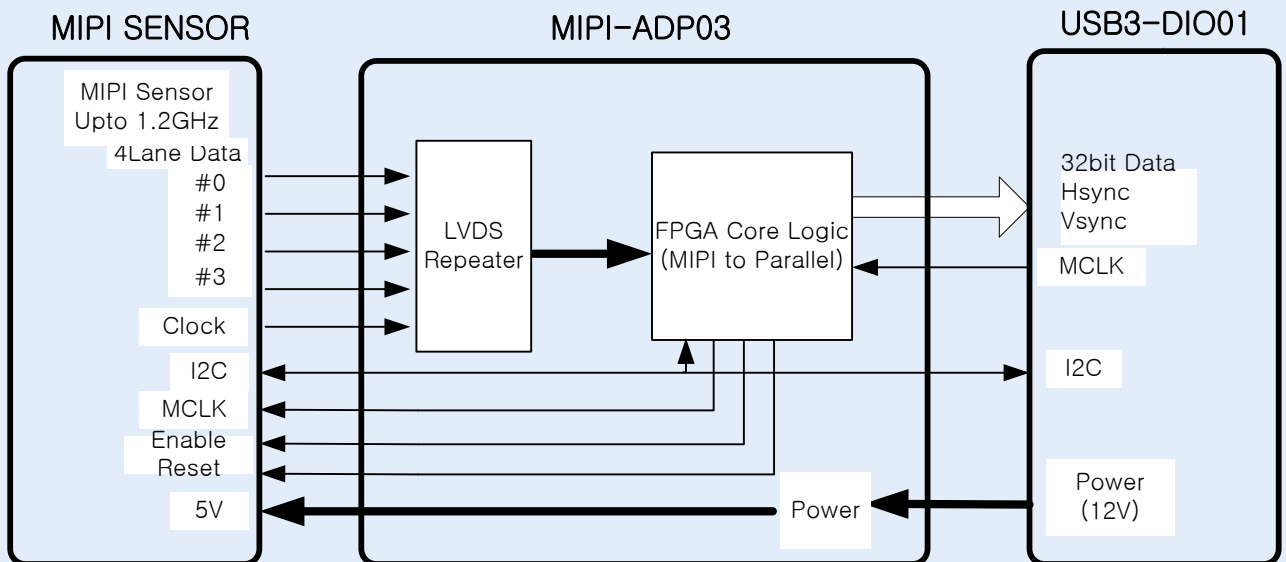 MIPI SENSOR
MIPI-ADP03
USB3-DIO01
MIPI Sensor
Upto 1.2GHz
4Lane Data
#0
#1
#2
#3
Clock
I2C
MCLK
Enable
Reset
5V
LVDS
Repeater
FPGA Core Logic
(MIPI to Parallel)
Power
32bit Data
Hsync
Vsync
MCLK
I2C
Power
(12V)